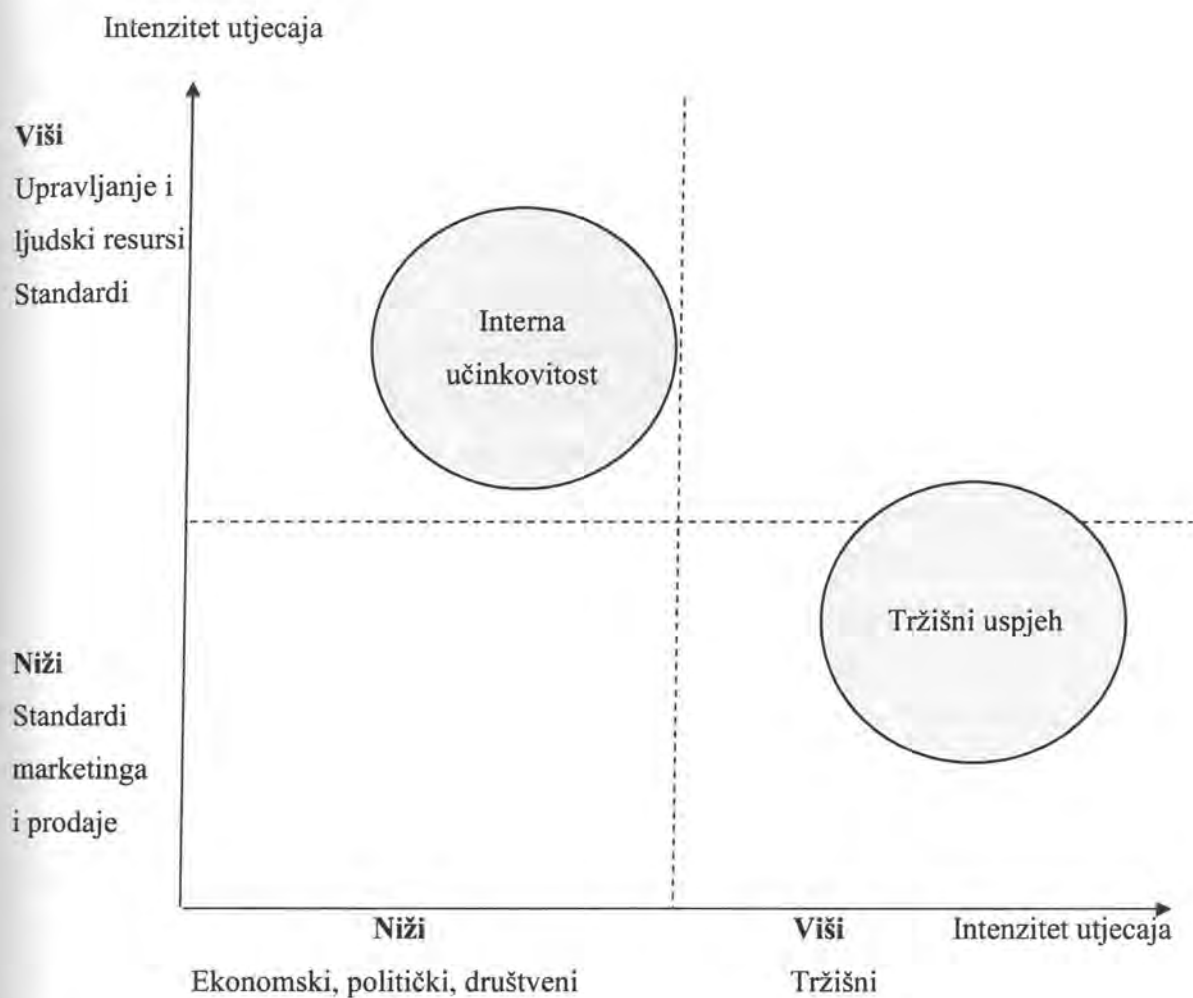 Intenzitet utjecaja
Viši
Upravljanje i
ljudski resursi
Standardi
Interna
učinkovitost
Tržišni uspjeh
Niži
Standardi
marketinga
i prodaje
Niži
Viši
Intenzitet utjecaja
Ekonomski, politički, društveni
Tržišni